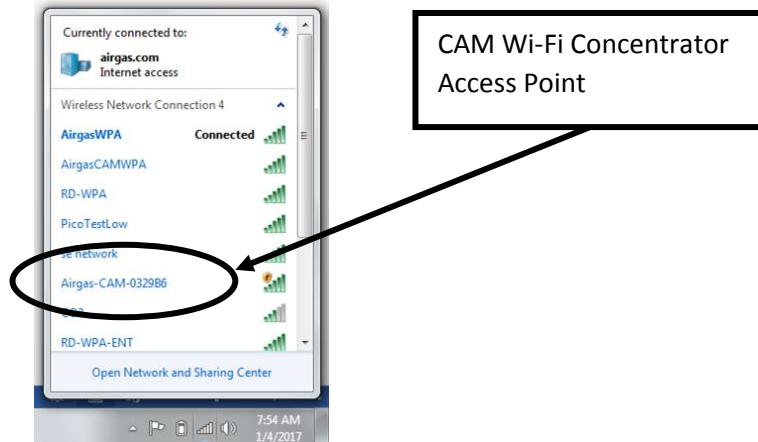 Currently connected to:
airgas.com
Internet access
Wireless Network Connection 4
AirgasWPA Connected
AirgasCAMWPA
RD-WPA
PicoTestLow
se network
Airgas-CAM-0329B6
RD-WPA-ENT
Open Network and Sharing Center
7:54 AM
1/4/2017
CAM Wi-Fi Concentrator
Access Point